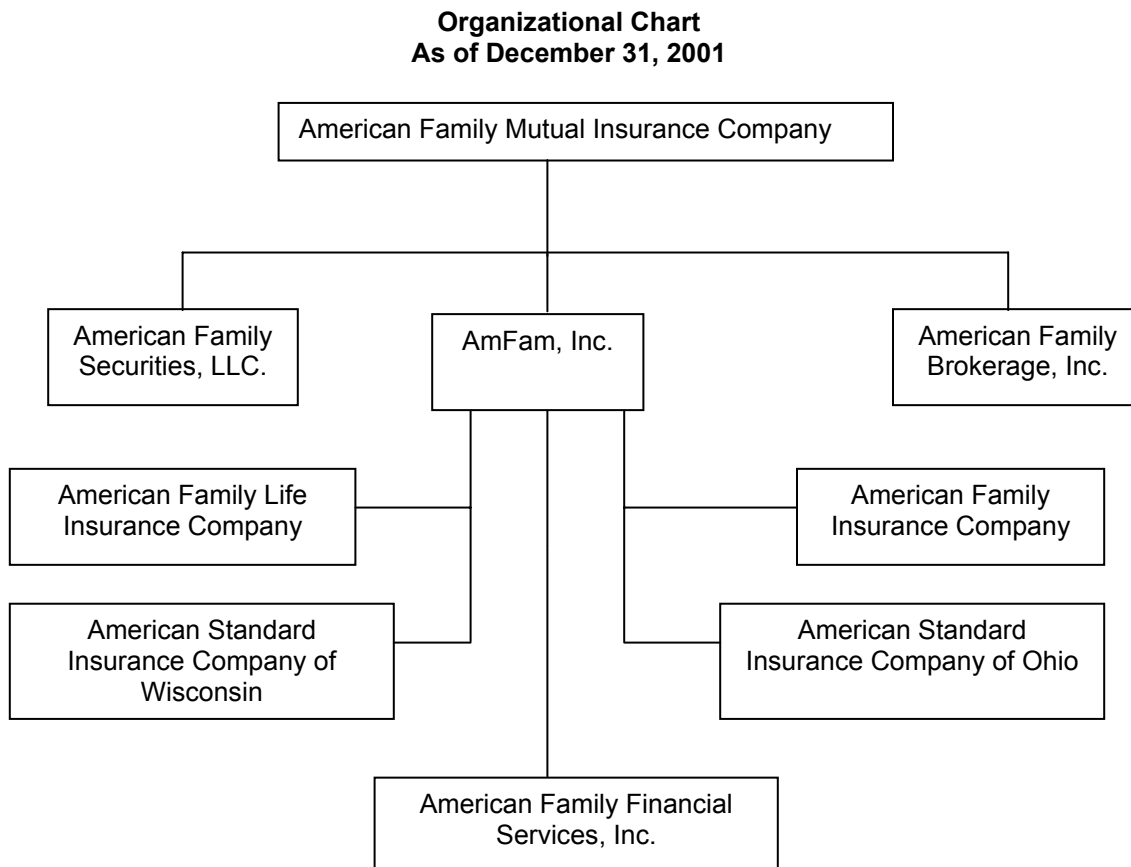 Organizational Chart
As of December 31, 2001
American Family Mutual Insurance Company
American Family
Securities, LLC.
AmFam, Inc.
American Family
Brokerage, Inc.
American Family Life
Insurance Company
American Family
Insurance Company
American Standard
Insurance Company of
Wisconsin
American Standard
Insurance Company of Ohio
American Family Financial
Services, Inc.